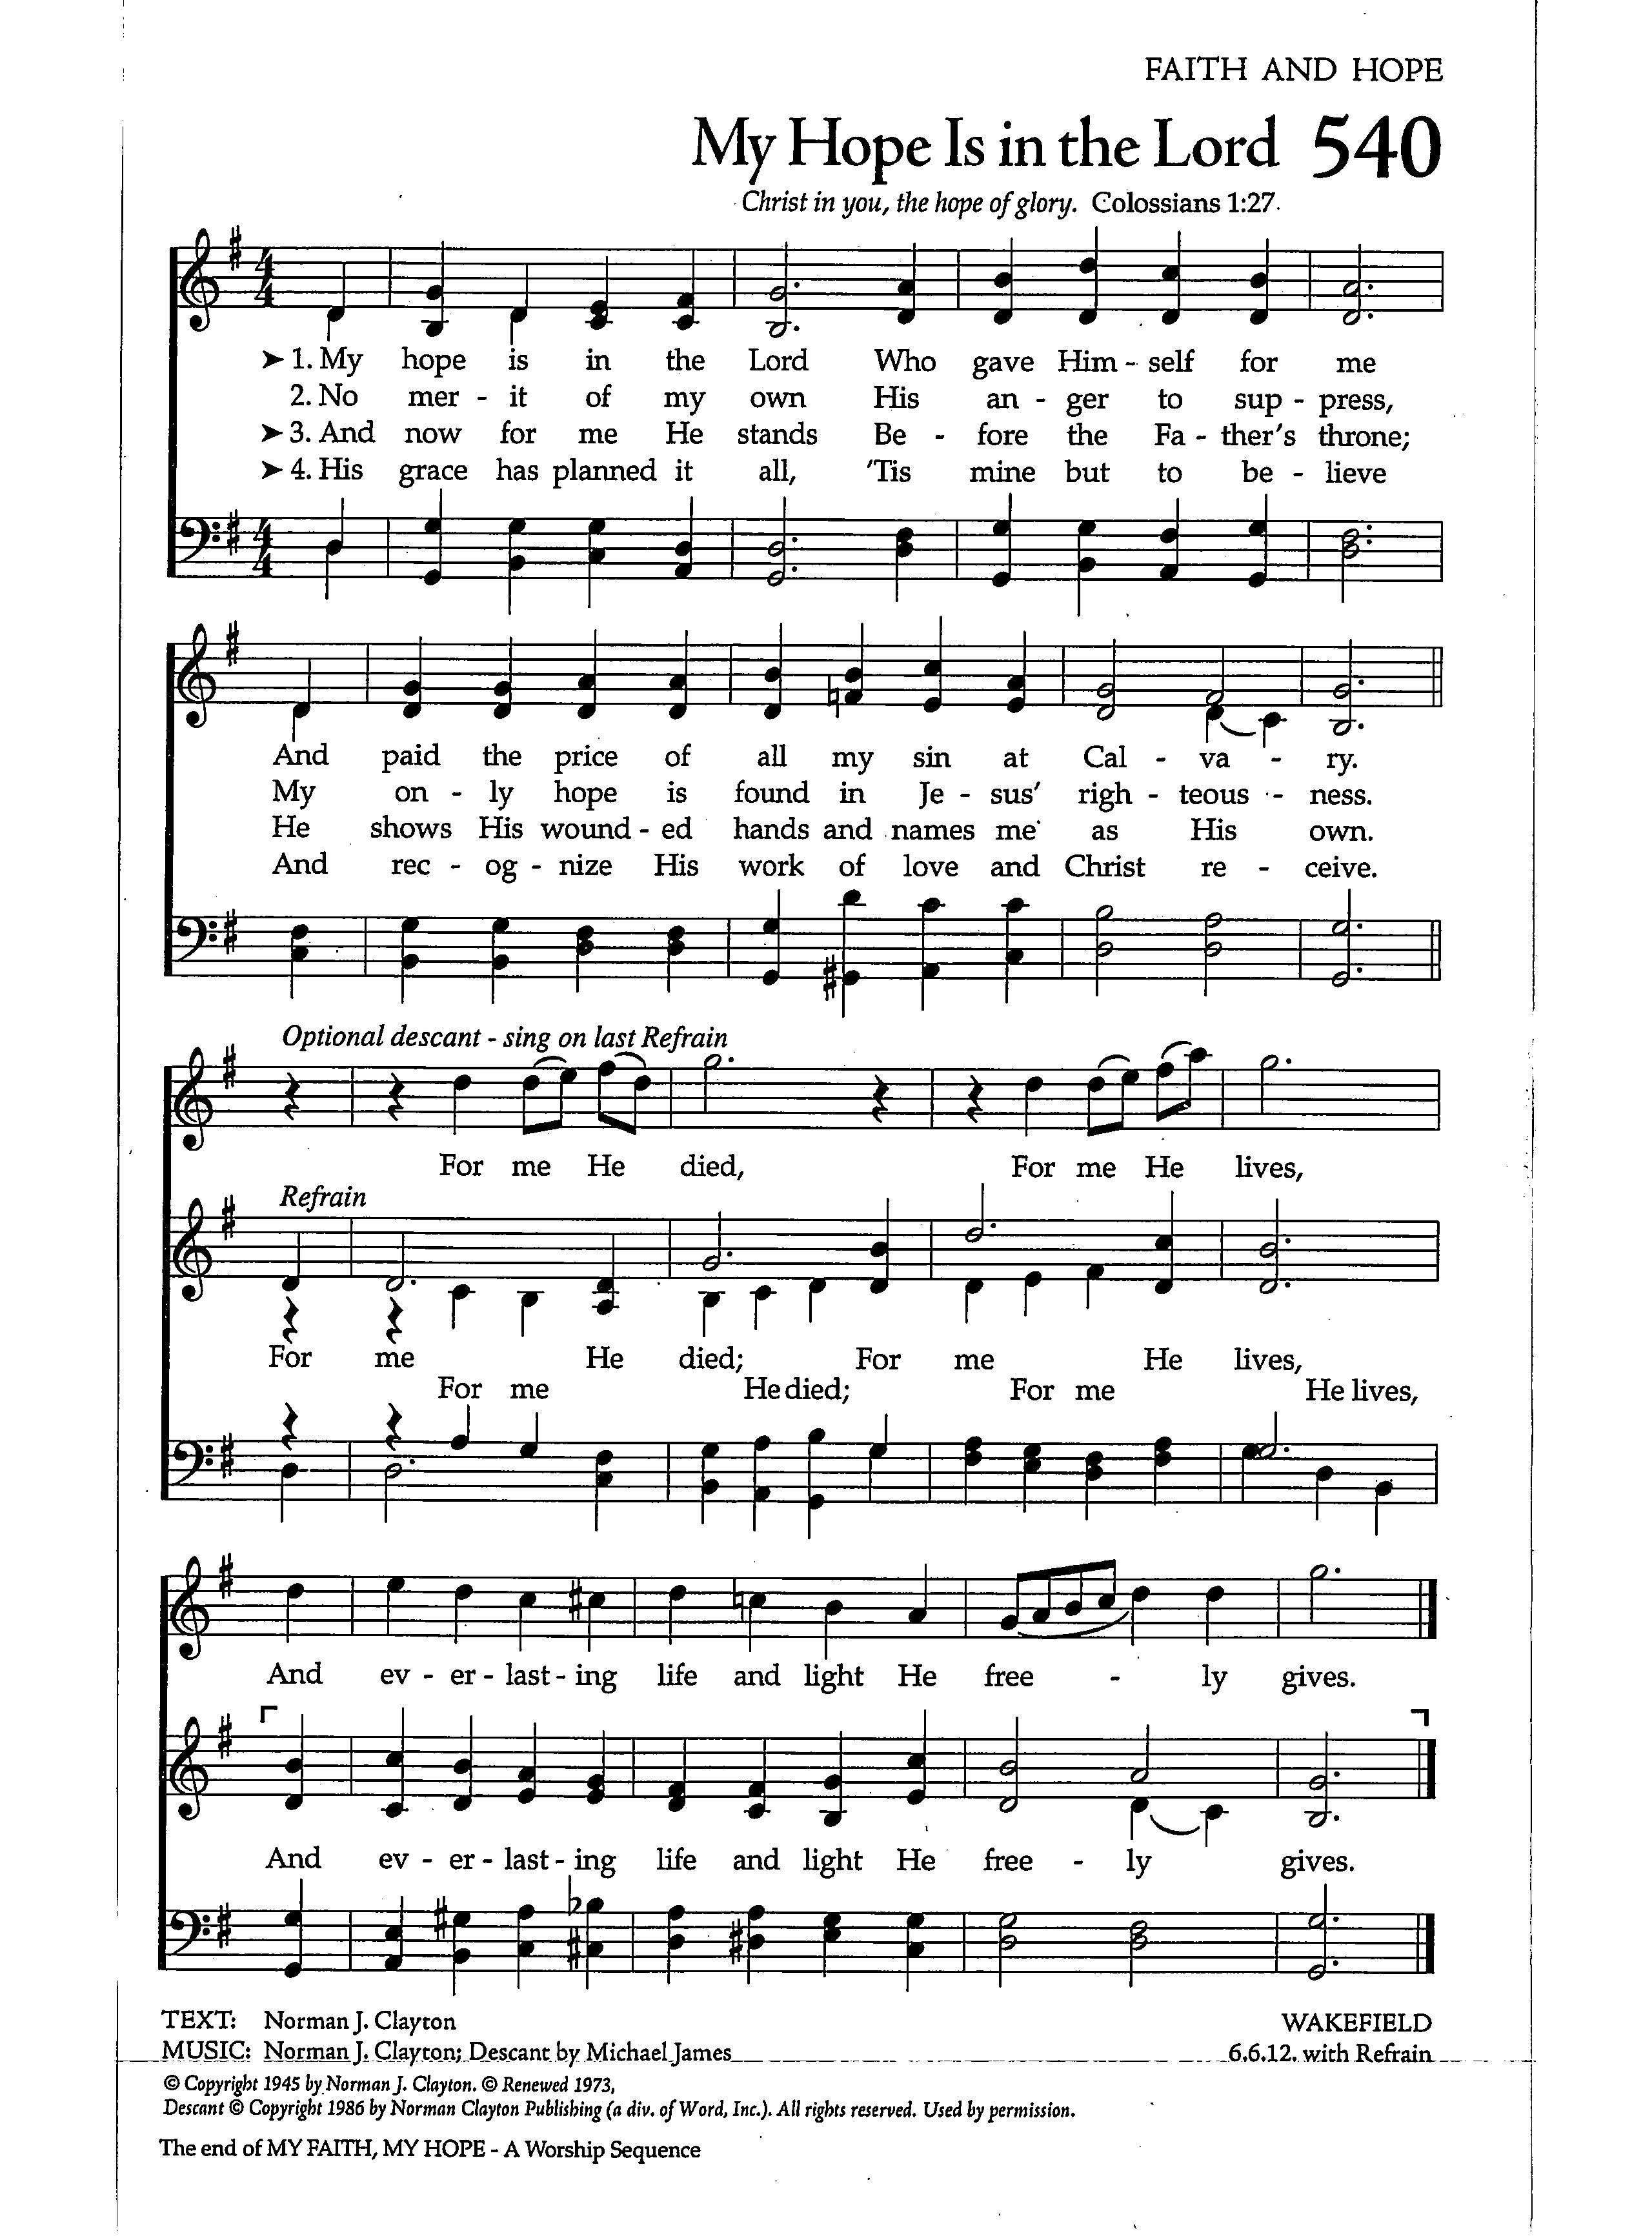 FAITH AND HOPE
My Hope Is in the Lord 540
Christ in you, the hope of glory. Colossians 1:27
➤ 1. My hope is in the Lord Who gave Him - self for me
2. No mer - it of my own His an - ger to sup - press,
➤ 3. And now for me He stands Be - fore the Fa - ther's throne;
➤ 4. His grace has planned it all, 'Tis mine but to be - lieve
And paid the price of all my sin at Cal - va - ry.
My on - ly hope is found in Je - sus' righ - teous - ness.
He shows His wound - ed hands and names me as His own.
And rec - og - nize His work of love and Christ re - ceive.
Optional descant - sing on last Refrain
For me He died, For me He lives,
Refrain
For me He died; For me He lives,
For me He died; For me He lives,
And ev - er - last - ing life and light He free - ly gives.
And ev - er - last - ing life and light He free - ly gives.
TEXT: Norman J. Clayton WAKEFIELD
MUSIC: Norman J. Clayton; Descant by Michael James 6.6.12. with Refrain
© Copyright 1945 by Norman J. Clayton. © Renewed 1973,
Descant © Copyright 1986 by Norman Clayton Publishing (a div. of Word, Inc.). All rights reserved. Used by permission.
The end of MY FAITH, MY HOPE - A Worship Sequence